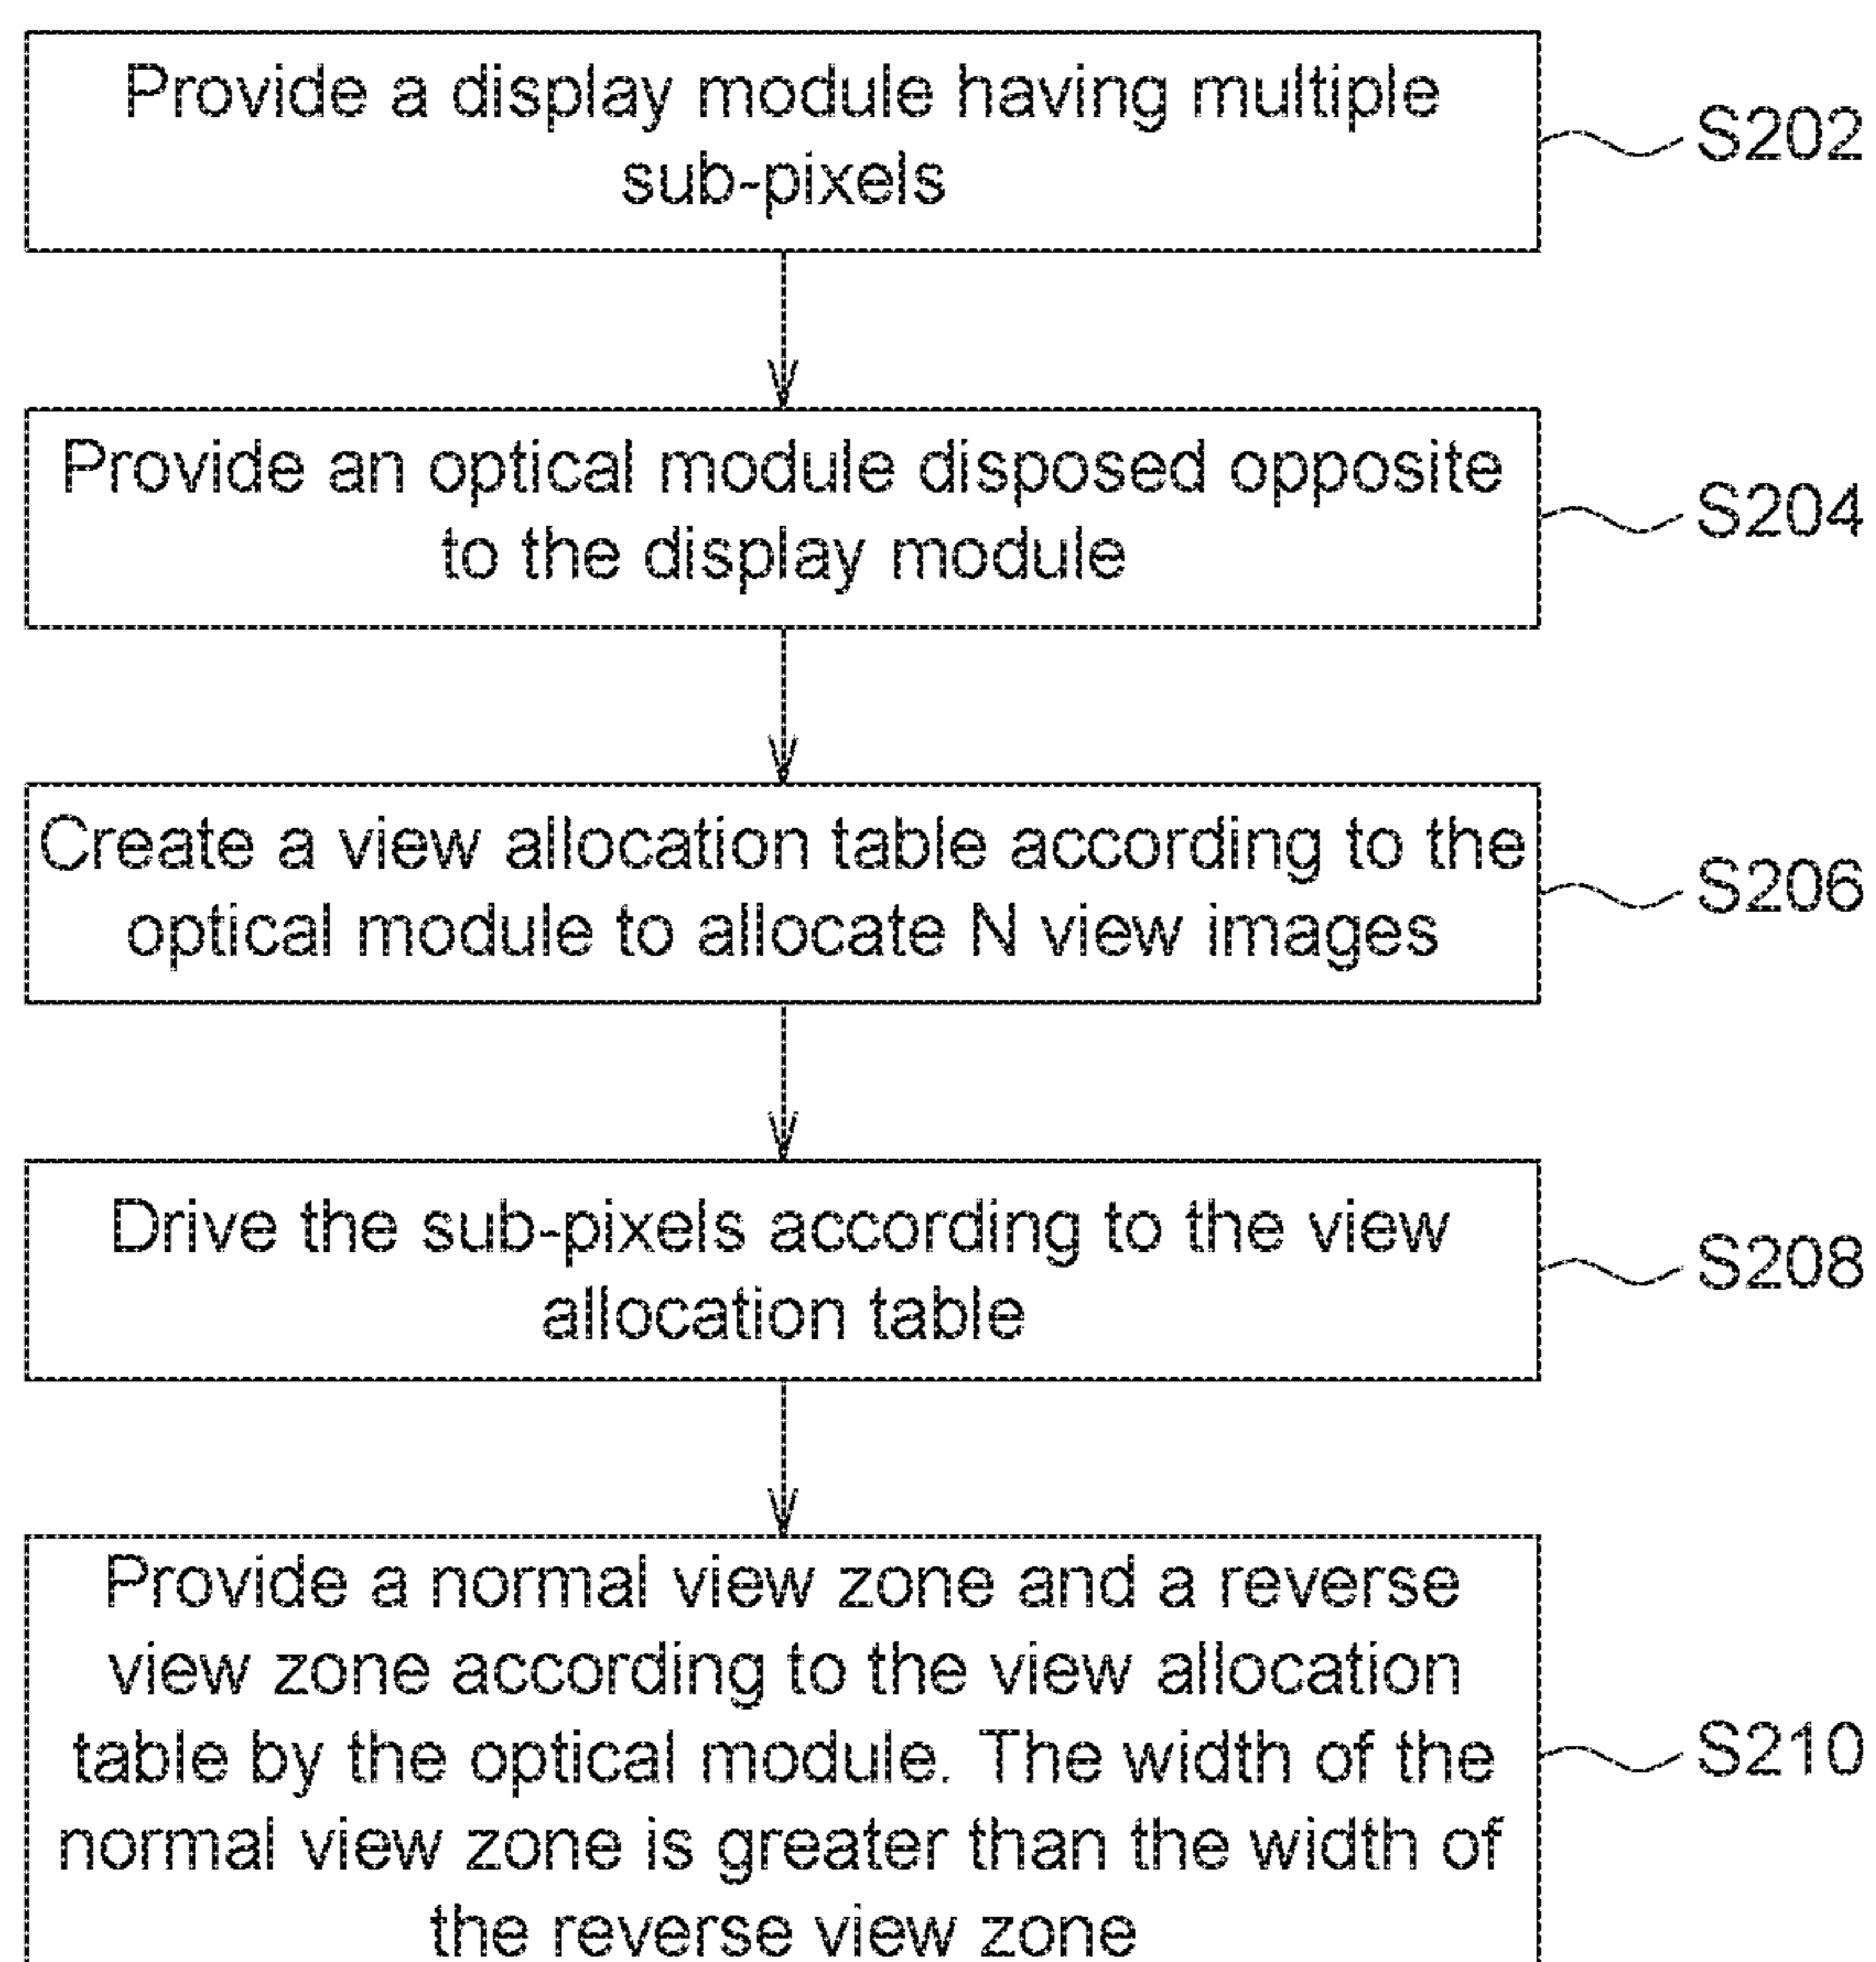 Provide a display module having multiple
sub-pixels
S202
Provide an optical module disposed opposite
to the display module
S204
Create a view allocation table according to the
optical module to allocate N view images
S206
Drive the sub-pixels according to the view
allocation table
S208
Provide a normal view zone and a reverse
view zone according to the view allocation
table by the optical module. The width of the
normal view zone is greater than the width of
the reverse view zone
S210